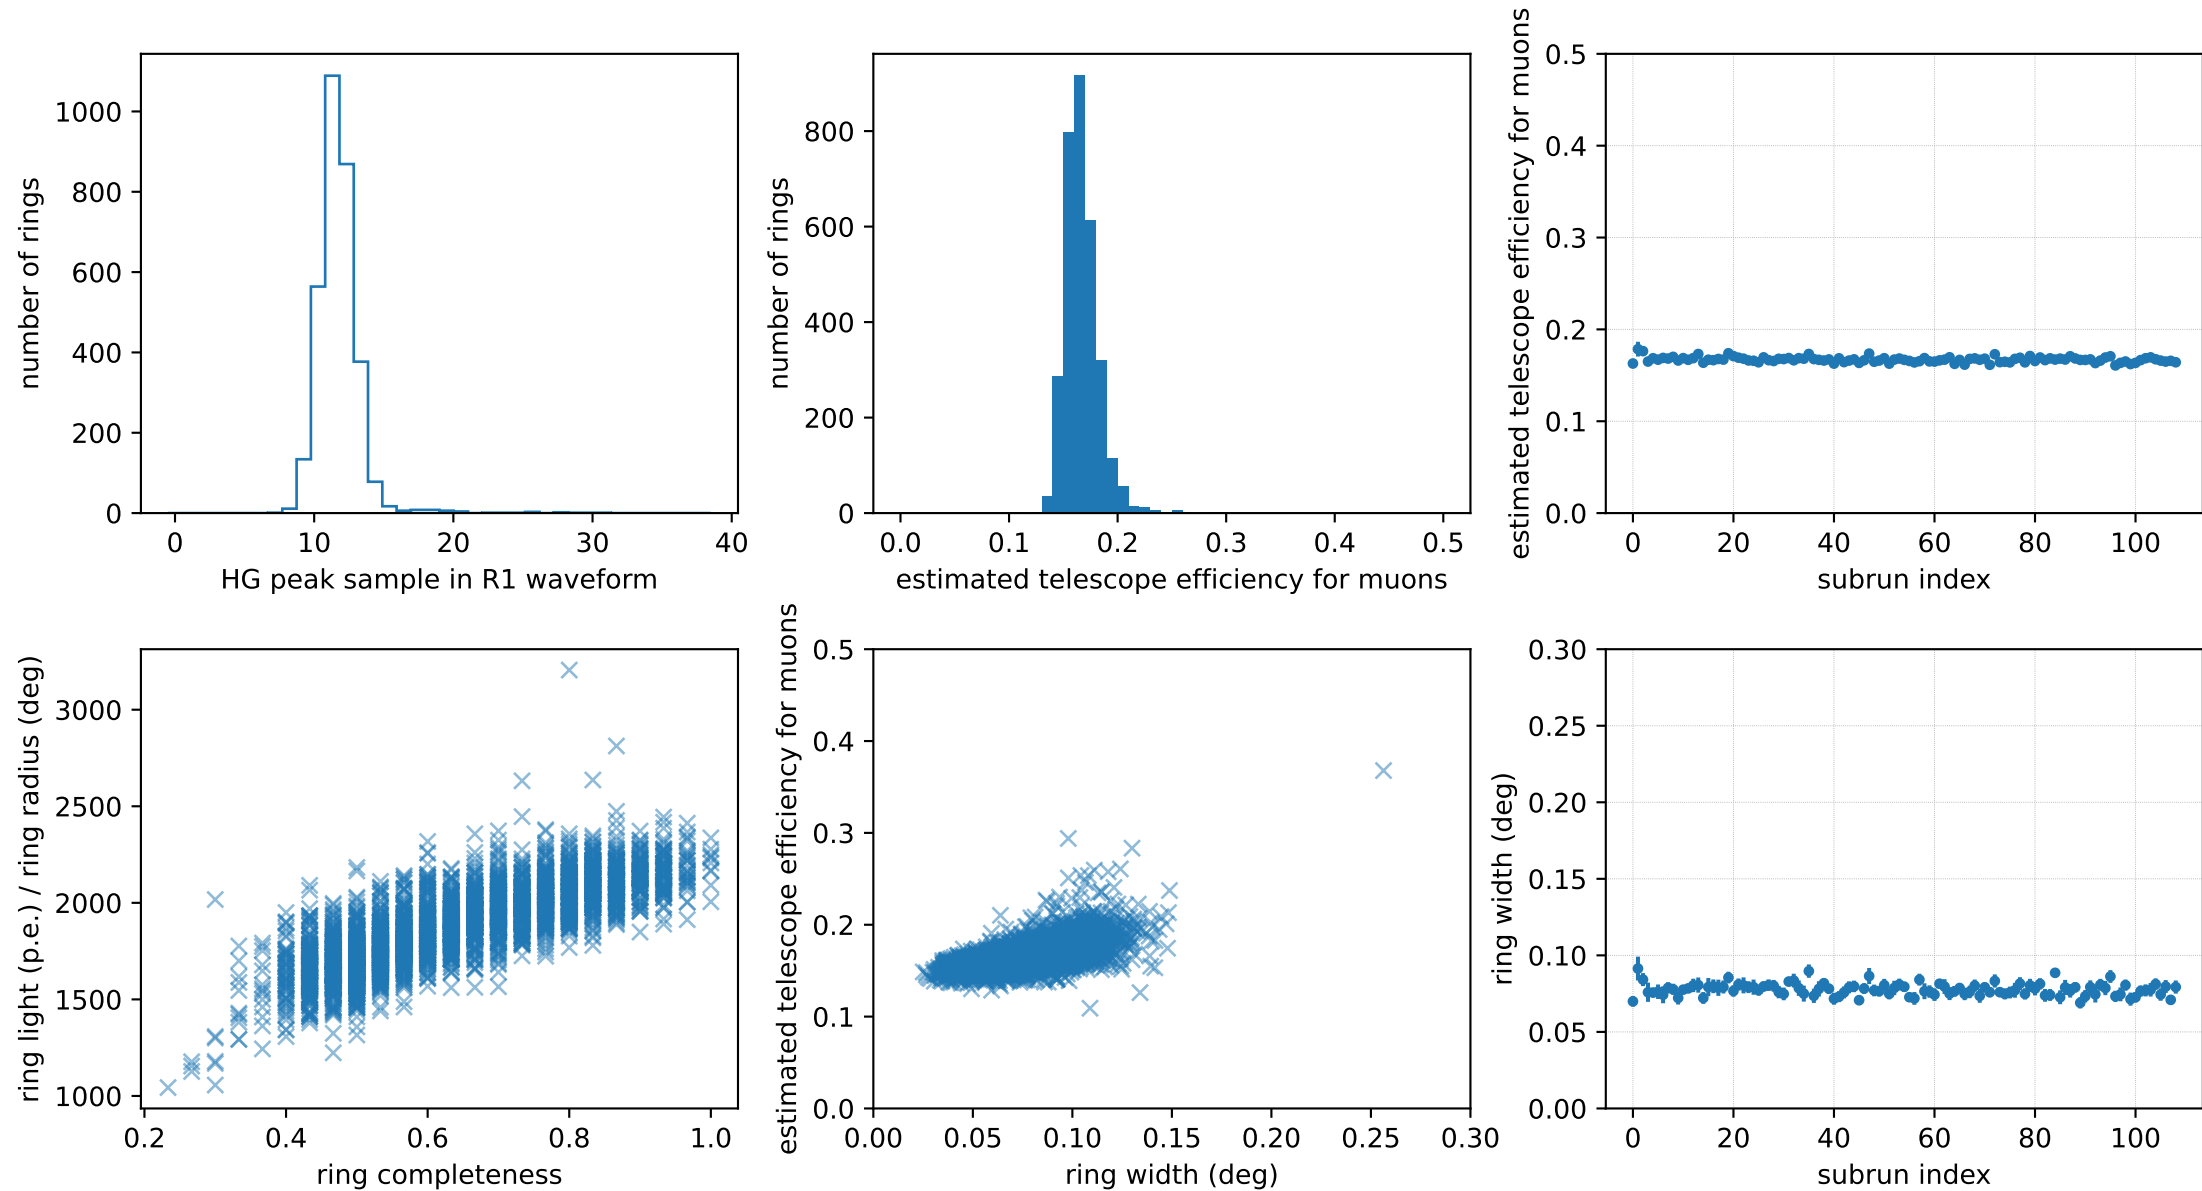 number of rings
1000
800
600
400
200
0
0 10 20 30 40
HG peak sample in R1 waveform
number of rings
800
600
400
200
0
0.0 0.1 0.2 0.3 0.4 0.5
estimated telescope efficiency for muons
estimated telescope efficiency for muons
0.5
0.4
0.3
0.2
0.1
0.0
0 20 40 60 80 100
subrun index
ring light (p.e.) / ring radius (deg)
3000
2500
2000
1500
1000
0.2 0.4 0.6 0.8 1.0
ring completeness
estimated telescope efficiency for muons
0.5
0.4
0.3
0.2
0.1
0.0
0.00 0.05 0.10 0.15 0.20 0.25 0.30
ring width (deg)
ring width (deg)
0.30
0.25
0.20
0.15
0.10
0.05
0.00
0 20 40 60 80 100
subrun index